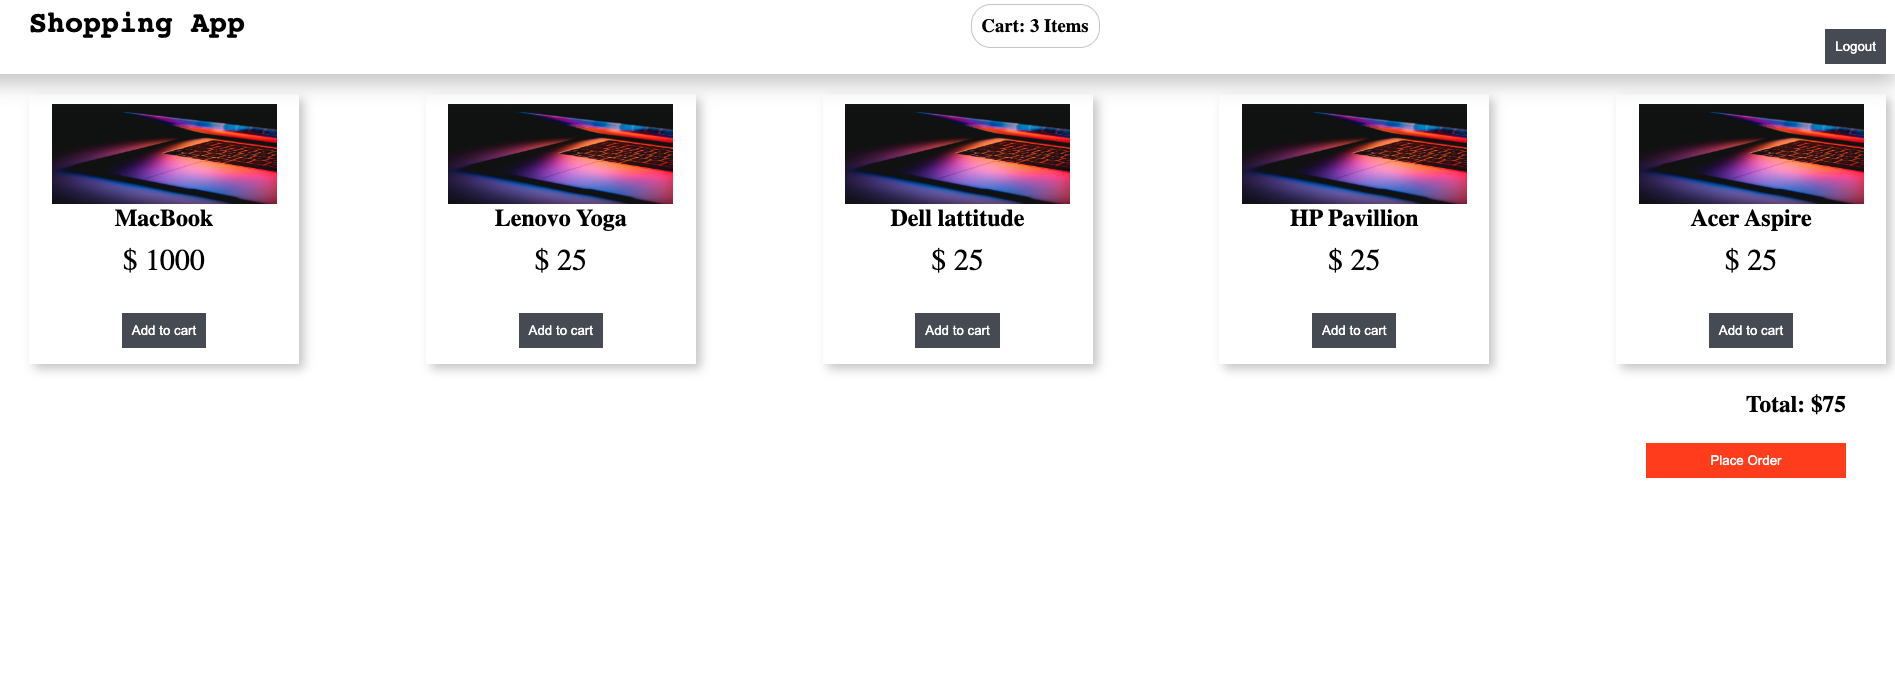 Shopping App
Cart: 3 Items
Logout
MacBook
$ 1000
Add to cart
Lenovo Yoga
$ 25
Add to cart
Dell lattitude
$ 25
Add to cart
HP Pavillion
$ 25
Add to cart
Acer Aspire
$ 25
Add to cart
Total: $75
Place Order